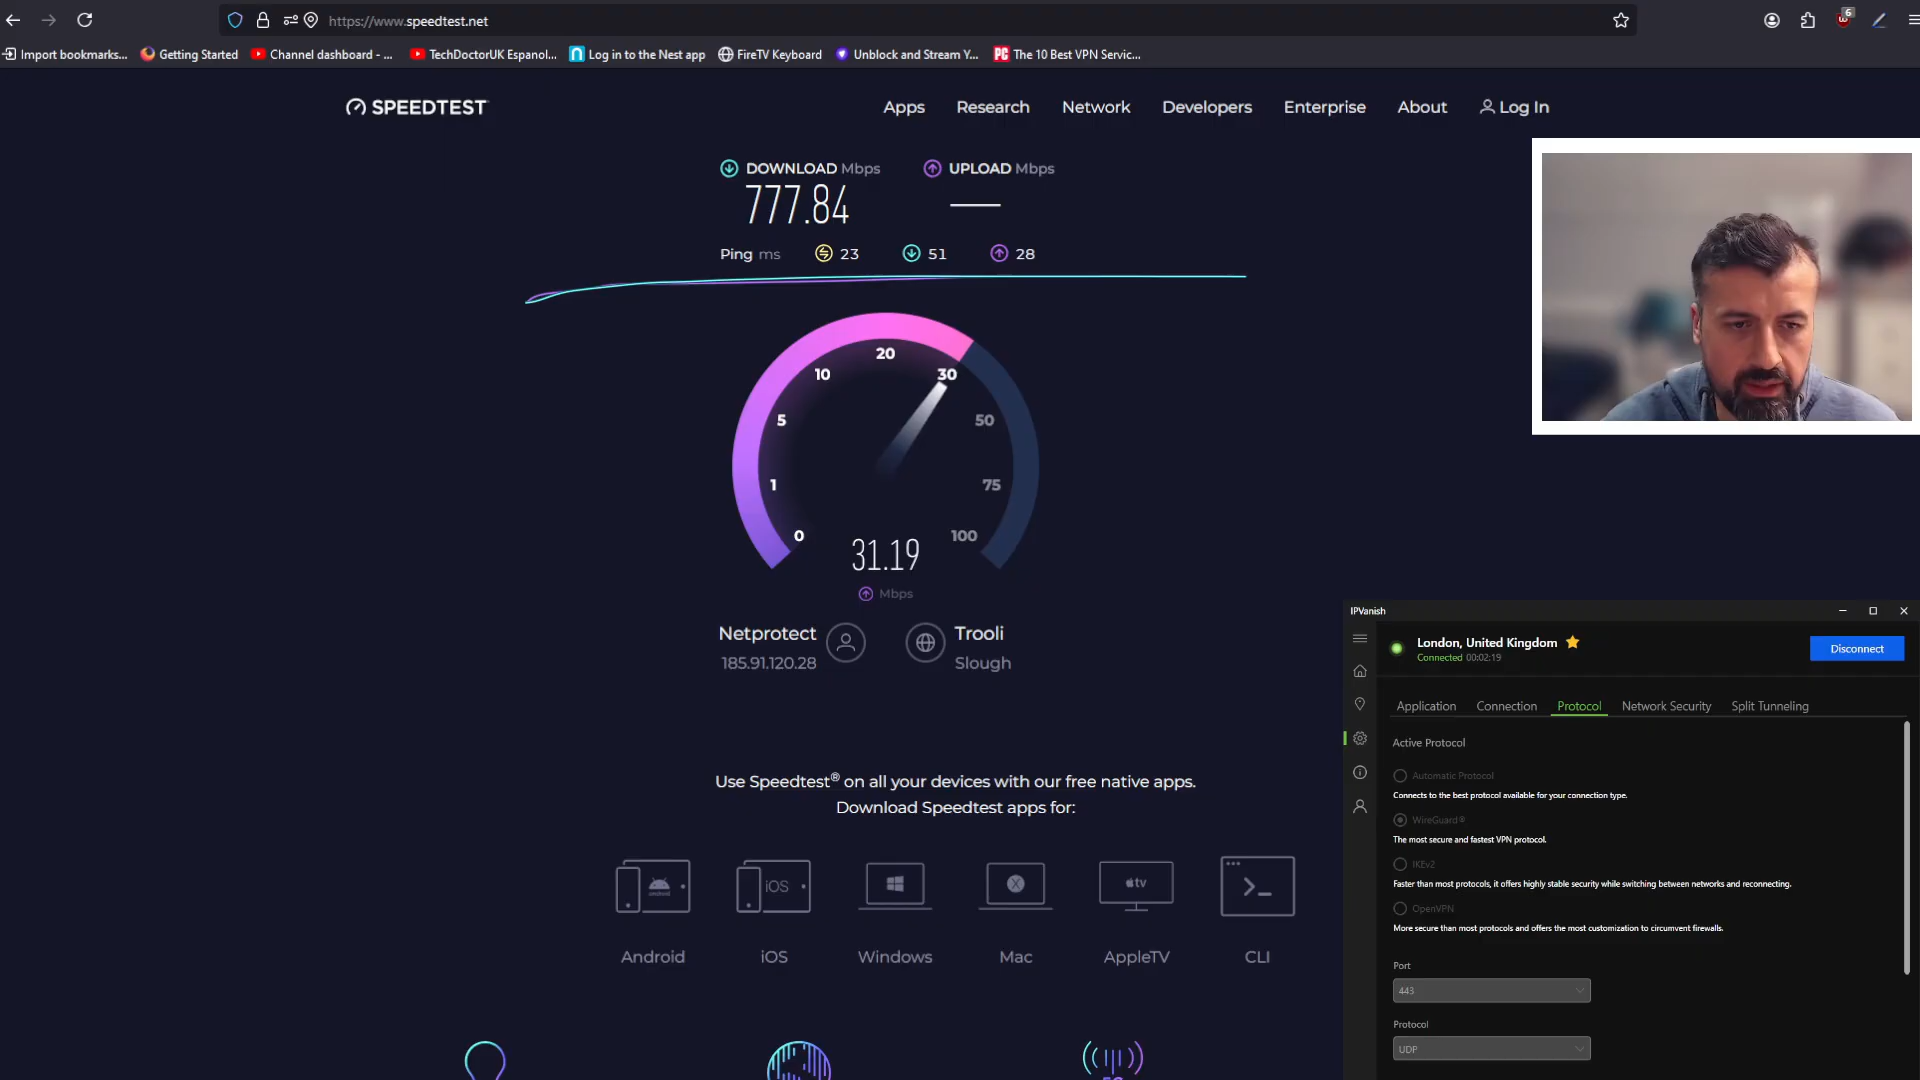 https://www.speedtest.net
6
Import bookmarks...
Getting Started
Channel dashboard - ...
TechDoctorUK Espanol...
Log in to the Nest app
FireTV Keyboard
Unblock and Stream Y...
PC
The 10 Best VPN Servic...
SPEEDTEST
Apps
Research
Network
Developers
Enterprise
About
Log In
DOWNLOAD Mbps
UPLOAD Mbps
777.84
Ping ms
23
51
28
0
1
5
10
20
30
50
75
100
31.19
Mbps
Netprotect
185.91.120.28
Trooli
Slough
Use Speedtest® on all your devices with our free native apps.
Download Speedtest apps for:
android
iOS
X
tv
Android
iOS
Windows
Mac
AppleTV
CLI
IPVanish
London, United Kingdom
Connected 00:02:19
Disconnect
Application
Connection
Protocol
Network Security
Split Tunneling
Active Protocol
Automatic Protocol
Connects to the best protocol available for your connection type.
WireGuard®
The most secure and fastest VPN protocol.
IKEv2
Faster than most protocols, it offers highly stable security while switching between networks and reconnecting.
OpenVPN
More secure than most protocols and offers the most customization to circumvent firewalls.
Port
443
Protocol
UDP